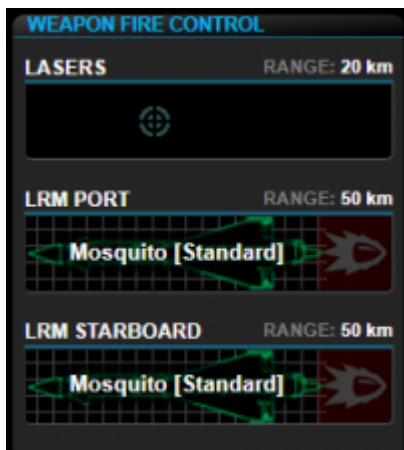 WEAPON FIRE CONTROL
LASERS RANGE: 20 km
LRM PORT RANGE: 50 km
Mosquito [Standard]
LRM STARBOARD RANGE: 50 km
Mosquito [Standard]